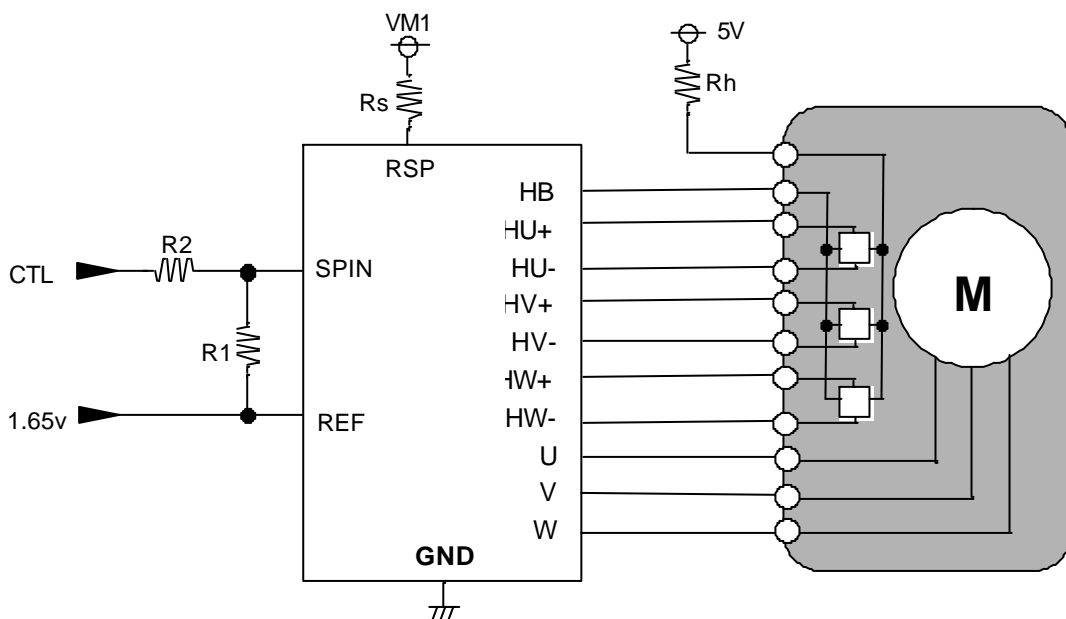 VM1
5V
Rs
Rh
RSP
HB
HU+
R2
CTL
SPIN
HU-
HV+
R1
HV-
HW+
1.65v
REF
HW-
U
M
V
W
GND